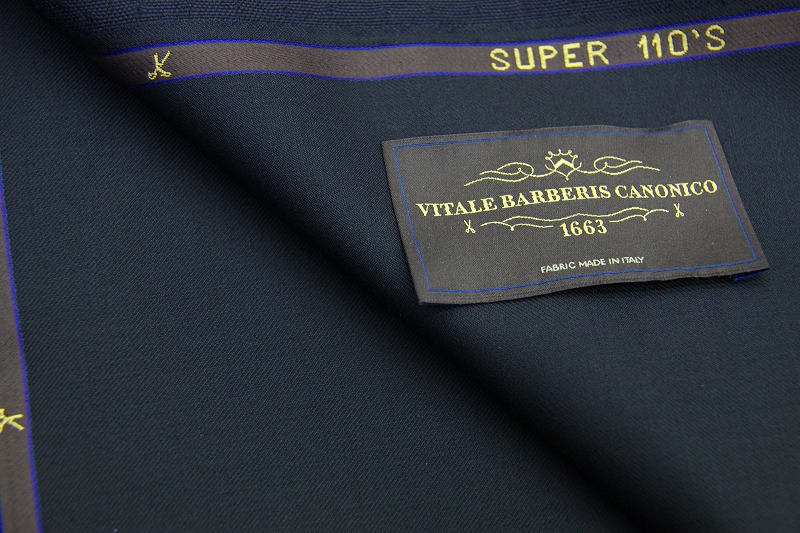 SUPER 110'S
VITALE BARBERIS CANONICO
1663
FABRIC MADE IN ITALY